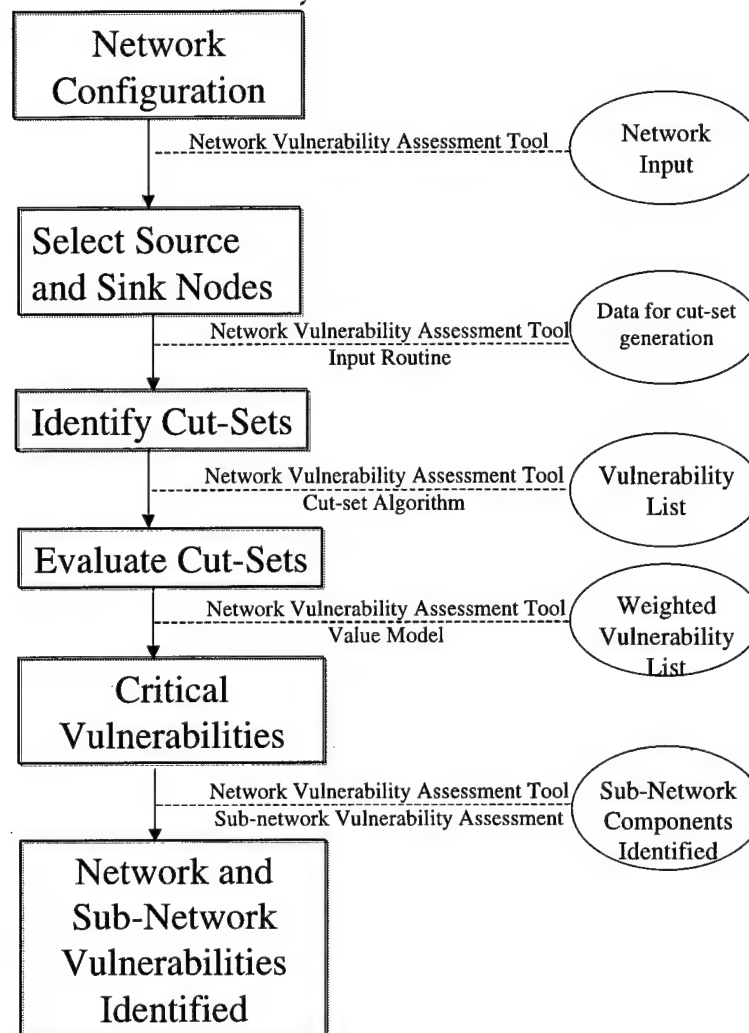 Network
Configuration
Network Vulnerability Assessment Tool
Network
Input
Select Source
and Sink Nodes
Network Vulnerability Assessment Tool
Input Routine
Data for cut-set
generation
Identify Cut-Sets
Network Vulnerability Assessment Tool
Cut-set Algorithm
Vulnerability
List
Evaluate Cut-Sets
Network Vulnerability Assessment Tool
Value Model
Weighted
Vulnerability
List
Critical
Vulnerabilities
Network Vulnerability Assessment Tool
Sub-network Vulnerability Assessment
Sub-Network
Components
Identified
Network and
Sub-Network
Vulnerabilities
Identified